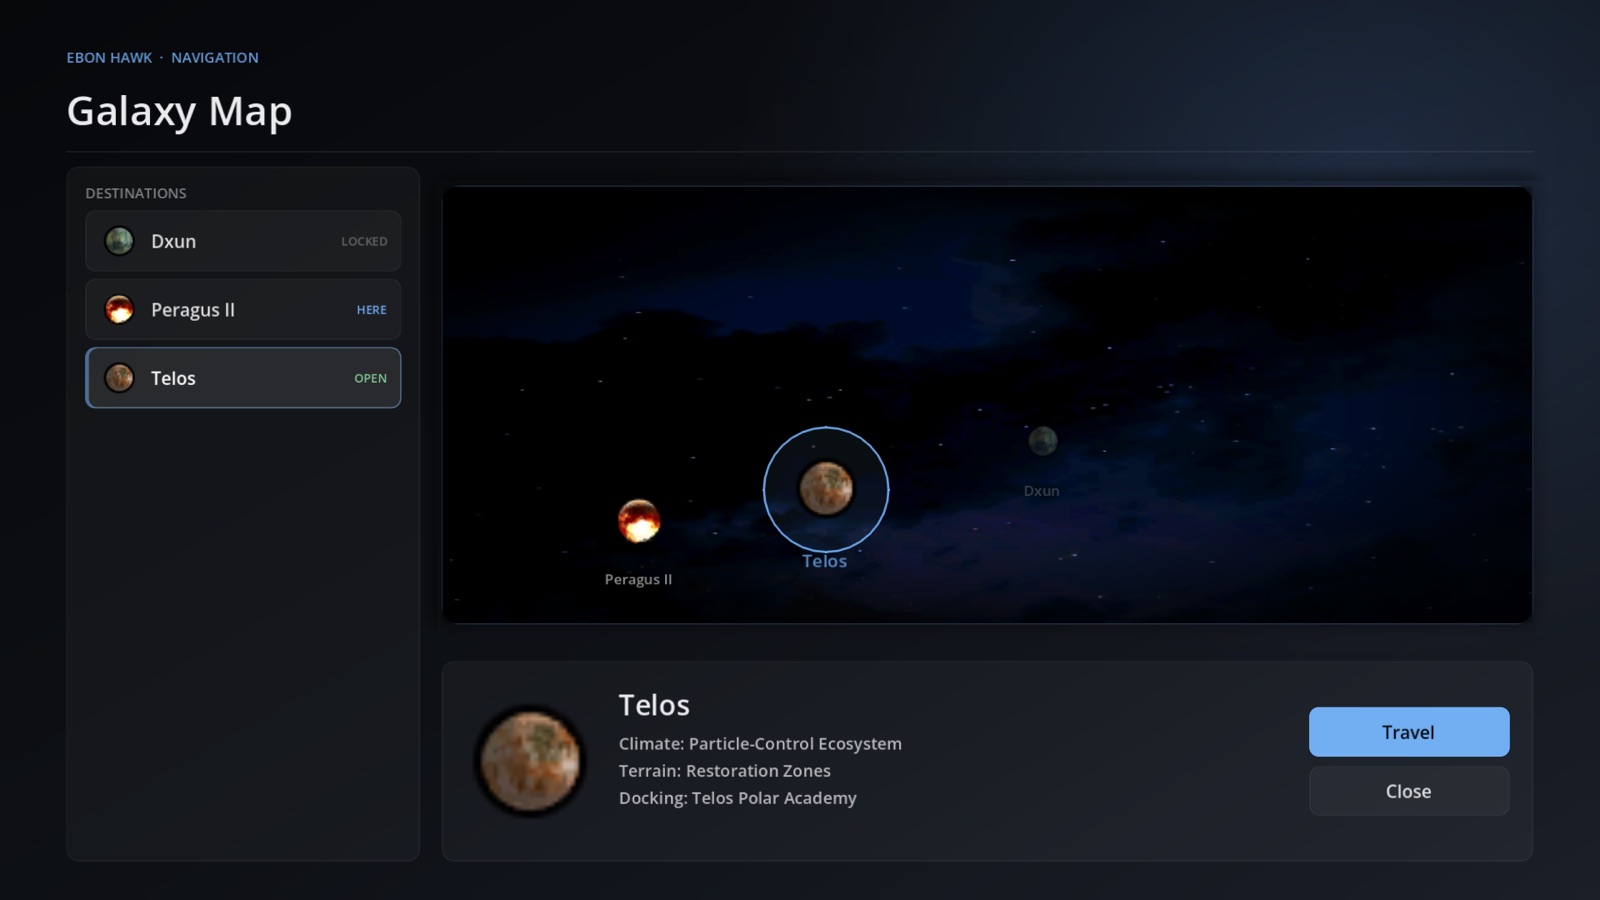 EBON HAWK · NAVIGATION
Galaxy Map
DESTINATIONS
Dxun LOCKED
Peragus II HERE
Telos OPEN
Dxun
Telos
Peragus II
Telos
Climate: Particle-Control Ecosystem
Terrain: Restoration Zones
Docking: Telos Polar Academy
Travel
Close